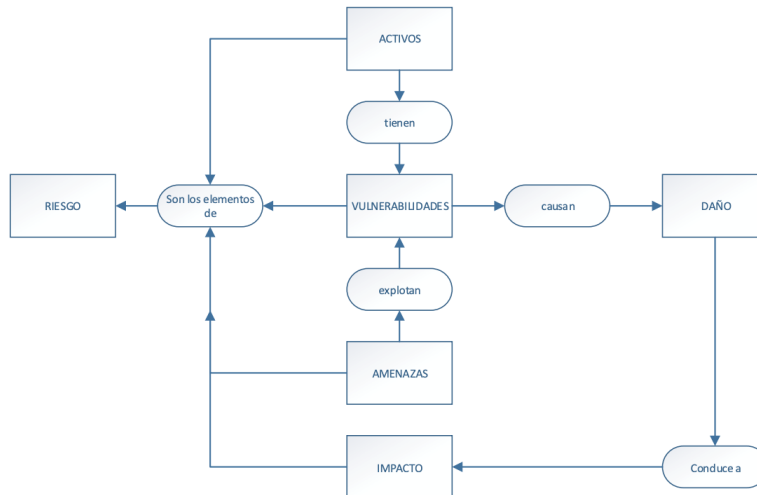 ACTIVOS
tienen
RIESGO
Son los elementos
de
VULNERABILIDADES
causan
DAÑO
explotan
AMENAZAS
IMPACTO
Conduce a